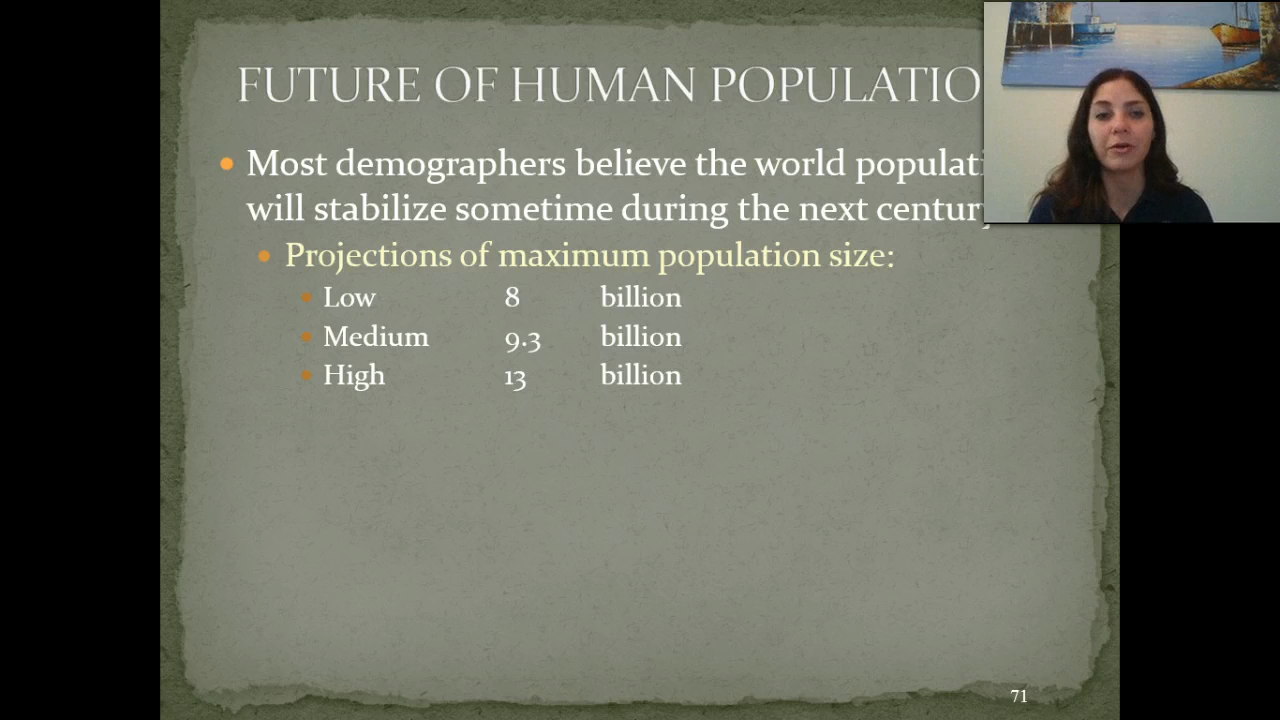 FUTURE OF HUMAN POPULATIO
Most demographers believe the world populati
will stabilize sometime during the next century
Projections of maximum population size:
Low 8 billion
Medium 9.3 billion
High 13 billion
71